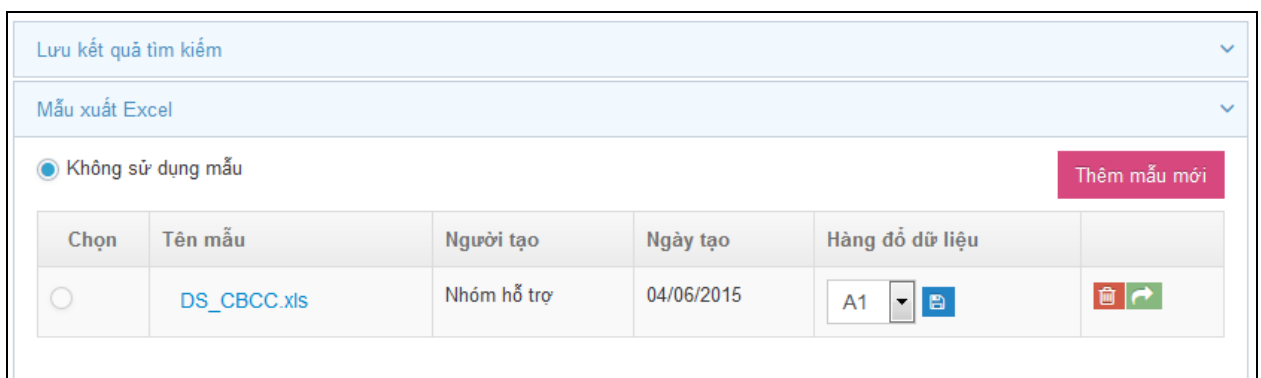 Lưu kết quả tìm kiếm
Mẫu xuất Excel
Không sử dụng mẫu
Thêm mẫu mới
Chọn Tên mẫu Người tạo Ngày tạo Hàng đổ dữ liệu
DS_CBCC.xls Nhóm hỗ trợ 04/06/2015 A1